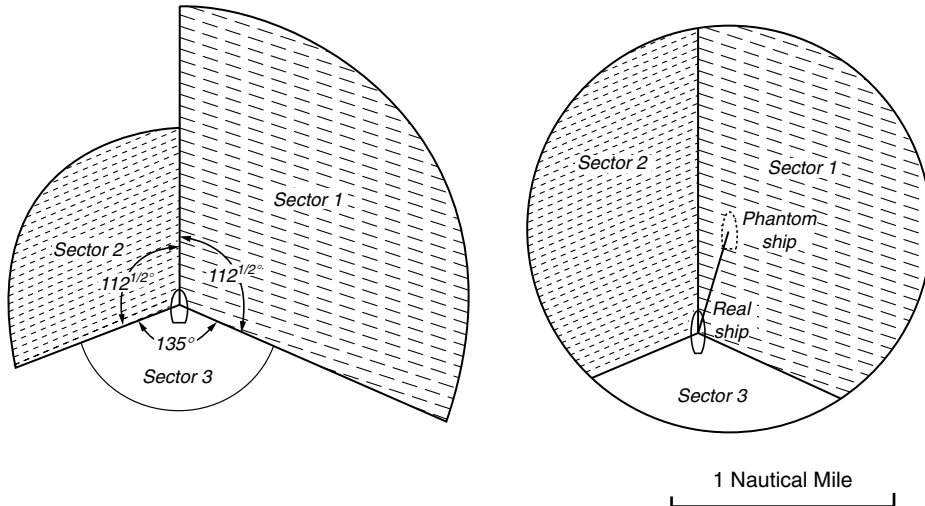 Sector 1
Sector 2
112 1/2°
112 1/2°
135°
Sector 3
Sector 2
Sector 1
Phantom
ship
Real
ship
Sector 3
1 Nautical Mile